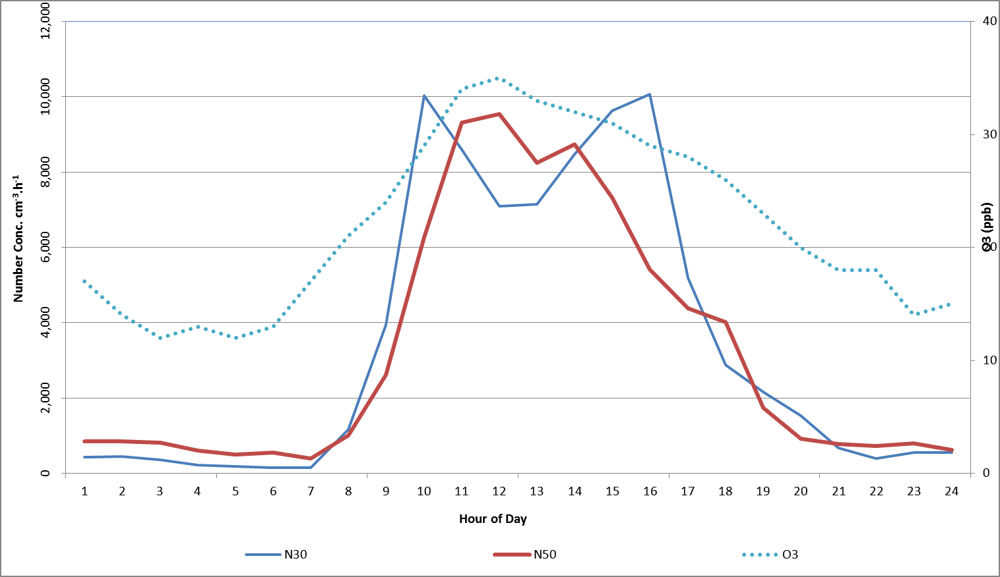 12,000
10,000
8,000
6,000
4,000
2,000
0
Number Conc. cm⁻³.h⁻¹
40
30
20
10
0
O3 (ppb)
1 2 3 4 5 6 7 8 9 10 11 12 13 14 15 16 17 18 19 20 21 22 23 24
Hour of Day
N30 N50 O3